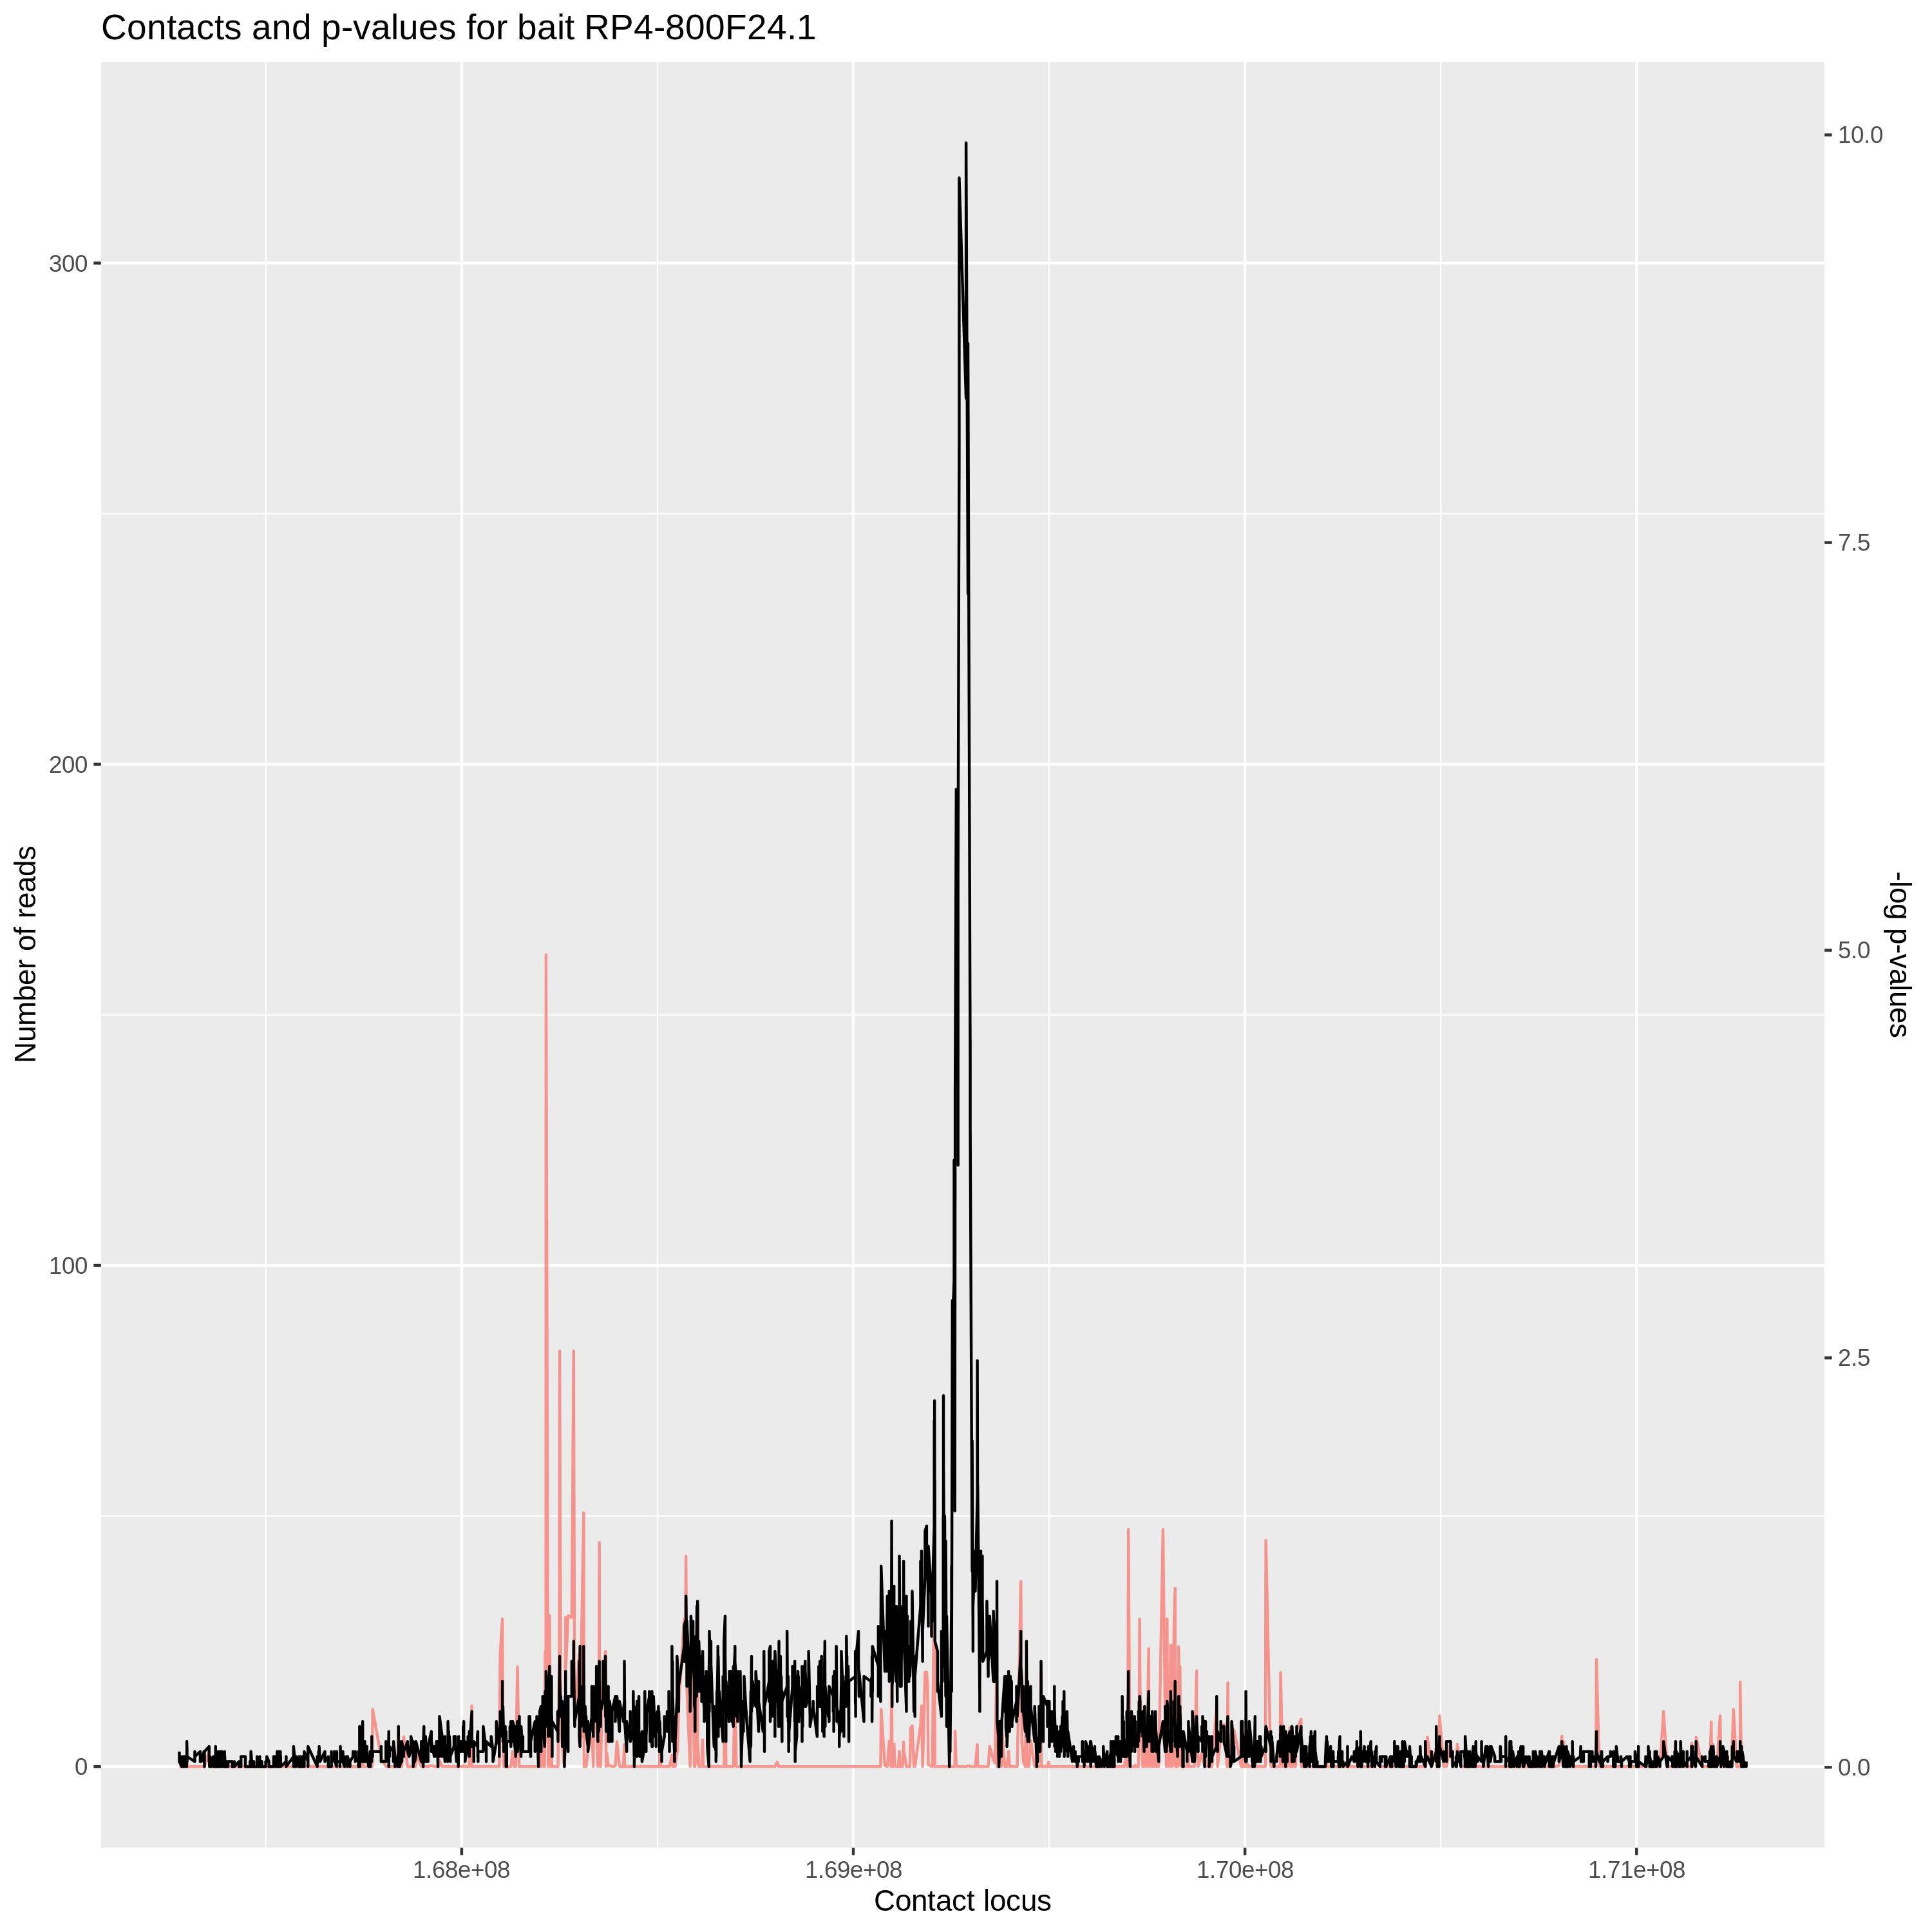 Contacts and p-values for bait RP4-800F24.1
300
200
100
0
Number of reads
10.0
7.5
5.0
2.5
0.0
-log p-values
1.68e+08
1.69e+08
1.70e+08
1.71e+08
Contact locus